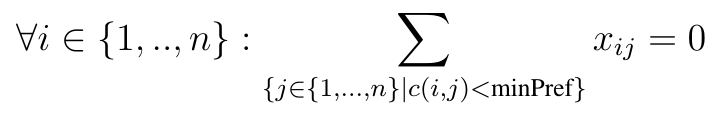 ∀i ∈ {1, .., n} : ∑_{{j∈{1,...,n}|c(i,j)<minPref}} x_{ij} = 0